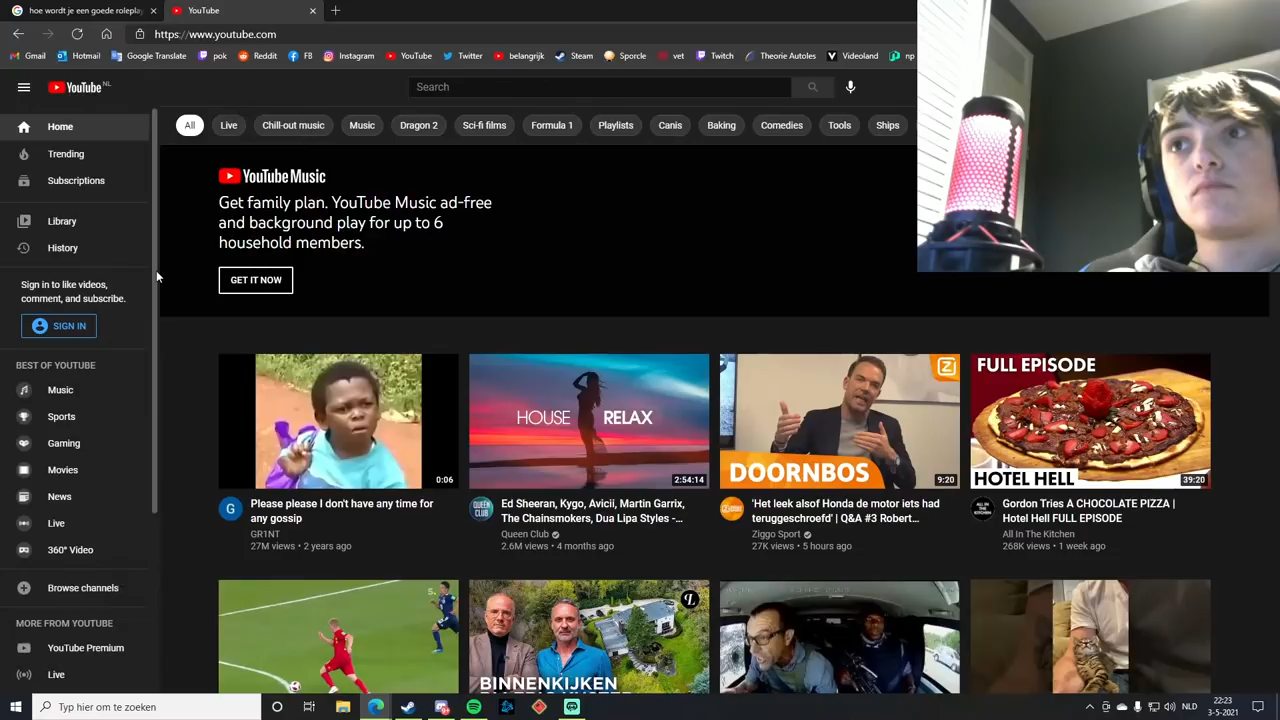 hoe wordt je een goede rolepla
YouTube
https://www.youtube.com
Gmail
Hotmail
Google Translate
pok
Reddit
FB
Instagram
YouTube
Twitter
belangrijk
Steam
Sporcle
vet
Twitch
Theorie Autoles
Videoland
np
YouTube NL
Search
Home
Trending
Subscriptions
Library
History
Sign in to like videos,
comment, and subscribe.
SIGN IN
BEST OF YOUTUBE
Music
Sports
Gaming
Movies
News
Live
360° Video
Browse channels
MORE FROM YOUTUBE
YouTube Premium
Live
All
Live
Chill-out music
Music
Dragon 2
Sci-fi films
Formula 1
Playlists
Canis
Baking
Comedies
Tools
Ships
YouTube Music
Get family plan. YouTube Music ad-free
and background play for up to 6
household members.
GET IT NOW
0:06
Please please I don't have any time for
any gossip
GR1NT
27M views • 2 years ago
HOUSE RELAX
2:54:14
Ed Sheran, Kygo, Avicii, Martin Garrix,
The Chainsmokers, Dua Lipa Styles -...
Queen Club
2.6M views • 4 months ago
DOORNBOS
9:20
'Het leek alsof Honda de motor iets had
teruggeschroefd' | Q&A #3 Robert...
Ziggo Sport
27K views • 5 hours ago
FULL EPISODE
HOTEL HELL
39:20
Gordon Tries A CHOCOLATE PIZZA |
Hotel Hell FULL EPISODE
All In The Kitchen
268K views • 1 week ago
BINNENKIJKEN
Typ hier om te zoeken
NLD
22:23
3-5-2021